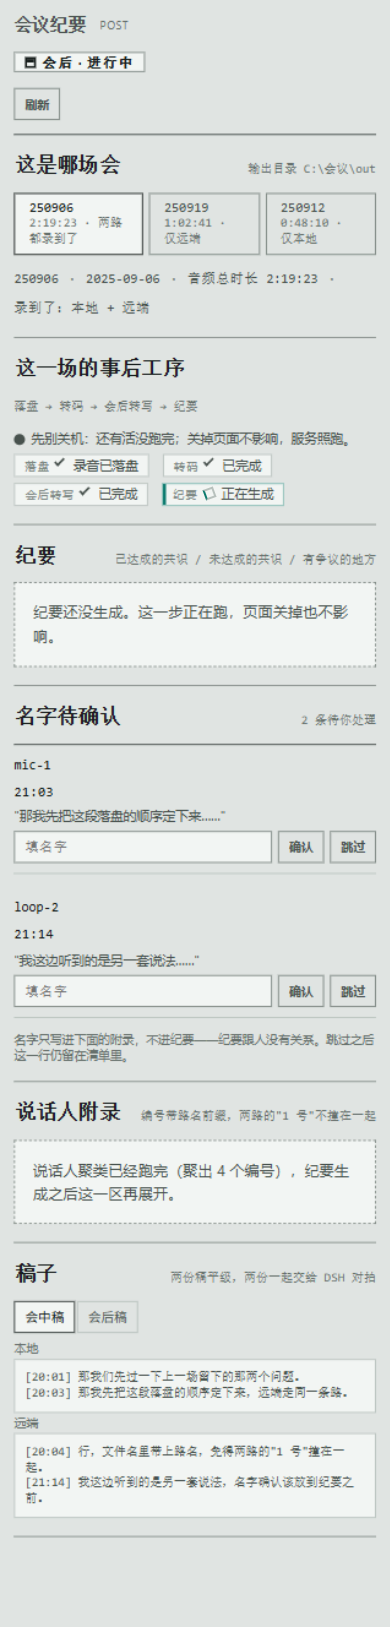 会议纪要 POST
会后·进行中
刷新
这是哪场会 输出目录 C:\会议\out
250906
2:19:23 · 两路
都录到了
250919
1:02:41 ·
仅远端
250912
0:48:10 ·
仅本地
250906 · 2025-09-06 · 音频总时长 2:19:23 ·
录到了: 本地 + 远端
这一场的事后工序
落盘 → 转码 → 会后转写 → 纪要
先别关机：还有活没跑完；关掉页面不影响，服务照跑。
落盘 ✓ 录音已落盘 转码 ✓ 已完成
会后转写 ✓ 已完成 纪要 正在生成
纪要 已达成的共识 / 未达成的共识 / 有争议的地方
纪要还没生成。这一步正在跑，页面关掉也不影
响。
名字待确认 2 条待你处理
mic-1
21:03
"那我先把这段落盘的顺序定下来……"
填名字 确认 跳过
loop-2
21:14
"我这边听到的是另一套说法……"
填名字 确认 跳过
名字只写进下面的附录，不进纪要——纪要跟人没有关系。跳过之后
这一行仍留在清单里。
说话人附录 编号带路名前缀，两路的"1 号"不撞在一起
说话人聚类已经跑完（聚出 4 个编号），纪要生
成之后这一区再展开。
稿子 两份稿平级，两份一起交给 DSH 对拍
会中稿 会后稿
本地
[20:01] 那我们先过一下上一场留下的那两个问题。
[20:03] 那我先把这段落盘的顺序定下来，远端走同一条路。
远端
[20:04] 行，文件名里带上路名，免得两路的"1 号"撞在一
起。
[21:14] 我这边听到的是另一套说法，名字确认该放到纪要之
前。